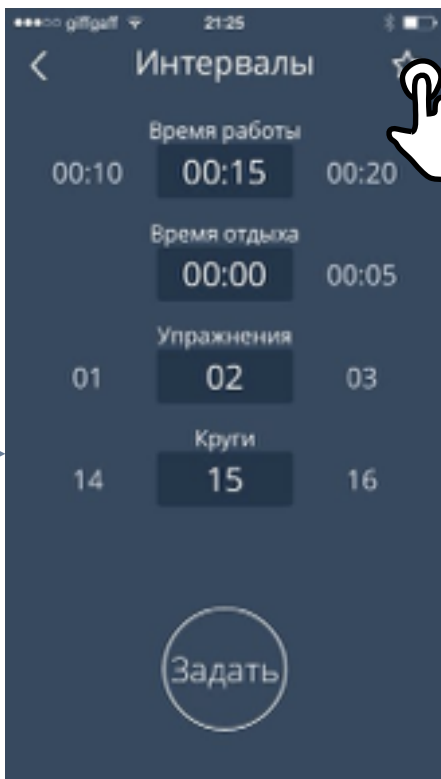 giffgaff 21:25
Интервалы
Время работы
00:10 00:15 00:20
Время отдыха
00:00 00:05
Упражнения
01 02 03
Круги
14 15 16
Задать